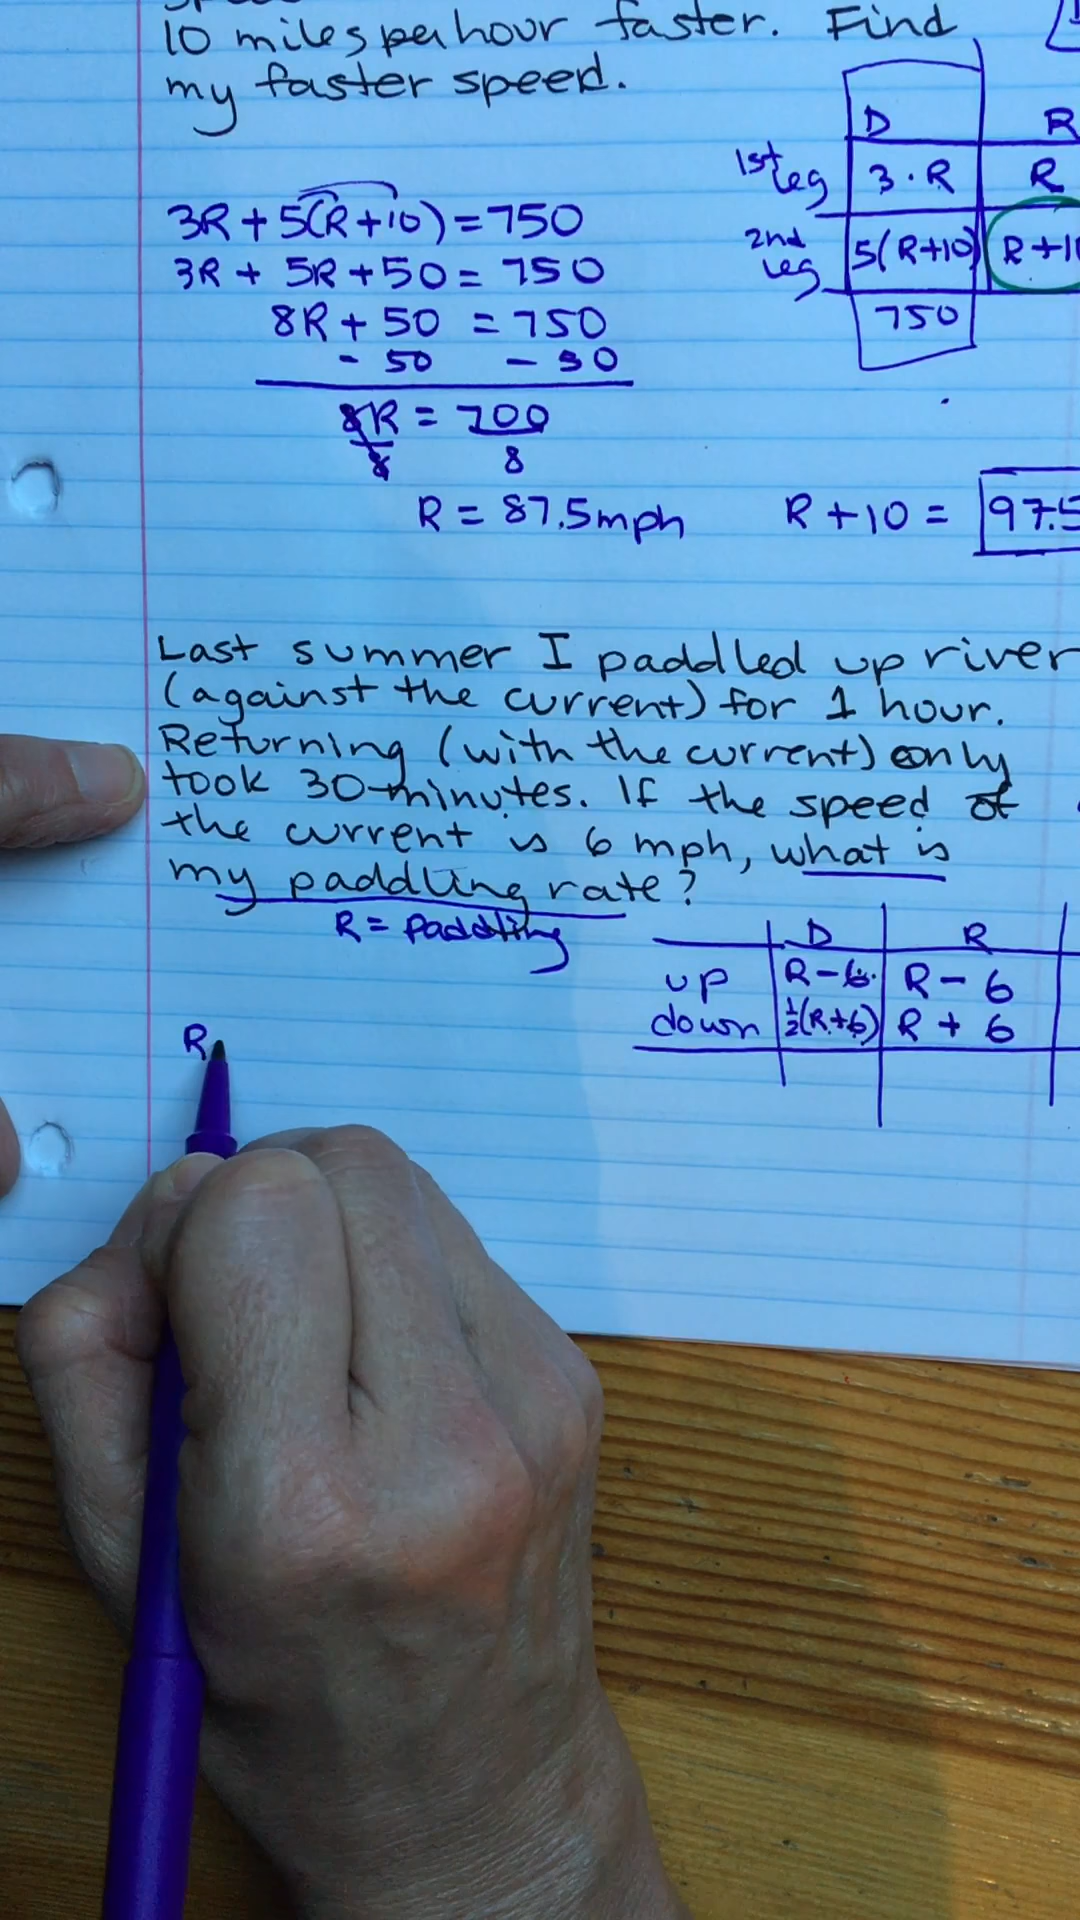 10 miles per hour faster. Find
my faster speed.
D R
1st leg 3 · R R
2nd leg 5(R+10) R+10
750
3R + 5(R+10) = 750
3R + 5R + 50 = 750
8R + 50 = 750
- 50 - 50
8R = 700
8 8
R = 87.5mph R + 10 = 97.5
Last summer I paddled up river
(against the current) for 1 hour.
Returning (with the current) only
took 30 minutes. If the speed of
the current is 6 mph, what is
my paddling rate?
R = Paddling
D R
up R-6 R - 6
down ½(R+6) R + 6
R